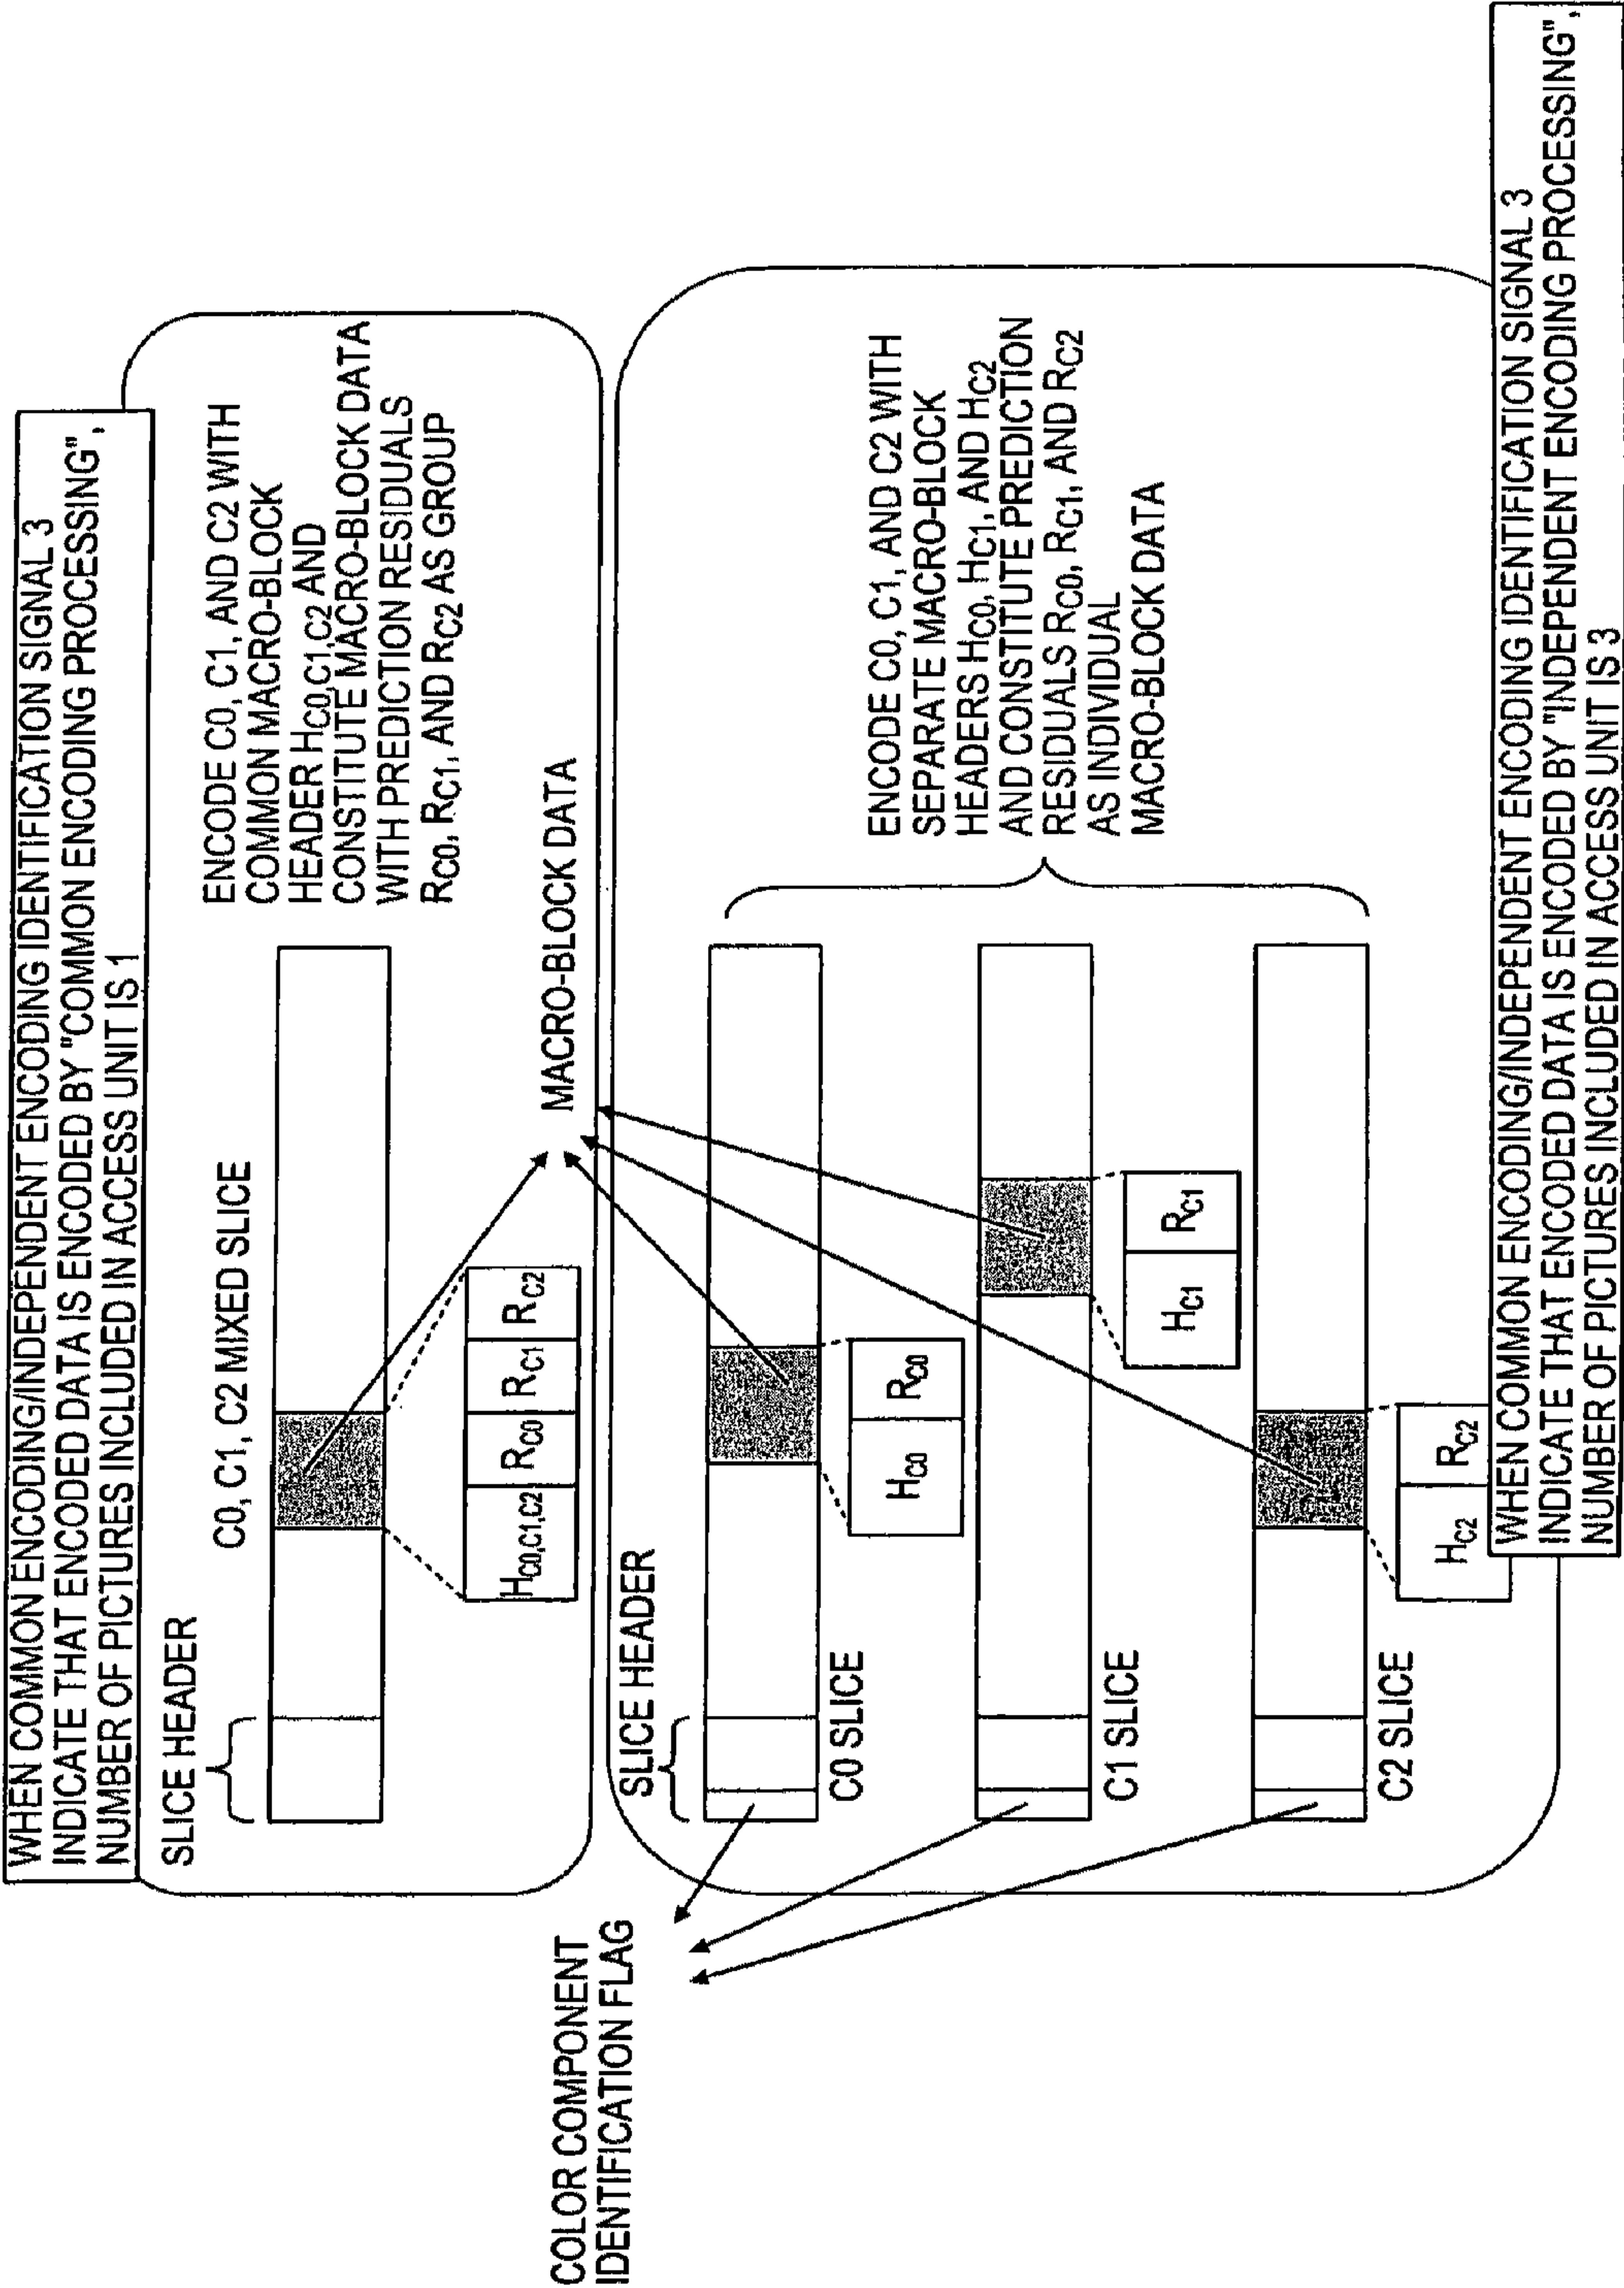 WHEN COMMON ENCODING/INDEPENDENT ENCODING IDENTIFICATION SIGNAL 3
INDICATE THAT ENCODED DATA IS ENCODED BY "COMMON ENCODING PROCESSING",
NUMBER OF PICTURES INCLUDED IN ACCESS UNIT IS 1
SLICE HEADER
C0, C1, C2 MIXED SLICE
HC0,C1,C2 RC0 RC1 RC2
ENCODE C0, C1, AND C2 WITH
COMMON MACRO-BLOCK
HEADER HC0,C1,C2 AND
CONSTITUTE MACRO-BLOCK DATA
WITH PREDICTION RESIDUALS
RC0, RC1, AND RC2 AS GROUP
MACRO-BLOCK DATA
COLOR COMPONENT
IDENTIFICATION FLAG
SLICE HEADER
C0 SLICE
HC0 RC0
C1 SLICE
HC1 RC1
C2 SLICE
HC2 RC2
ENCODE C0, C1, AND C2 WITH
SEPARATE MACRO-BLOCK
HEADERS HC0, HC1, AND HC2
AND CONSTITUTE PREDICTION
RESIDUALS RC0, RC1, AND RC2
AS INDIVIDUAL
MACRO-BLOCK DATA
WHEN COMMON ENCODING/INDEPENDENT ENCODING IDENTIFICATION SIGNAL 3
INDICATE THAT ENCODED DATA IS ENCODED BY "INDEPENDENT ENCODING PROCESSING",
NUMBER OF PICTURES INCLUDED IN ACCESS UNIT IS 3